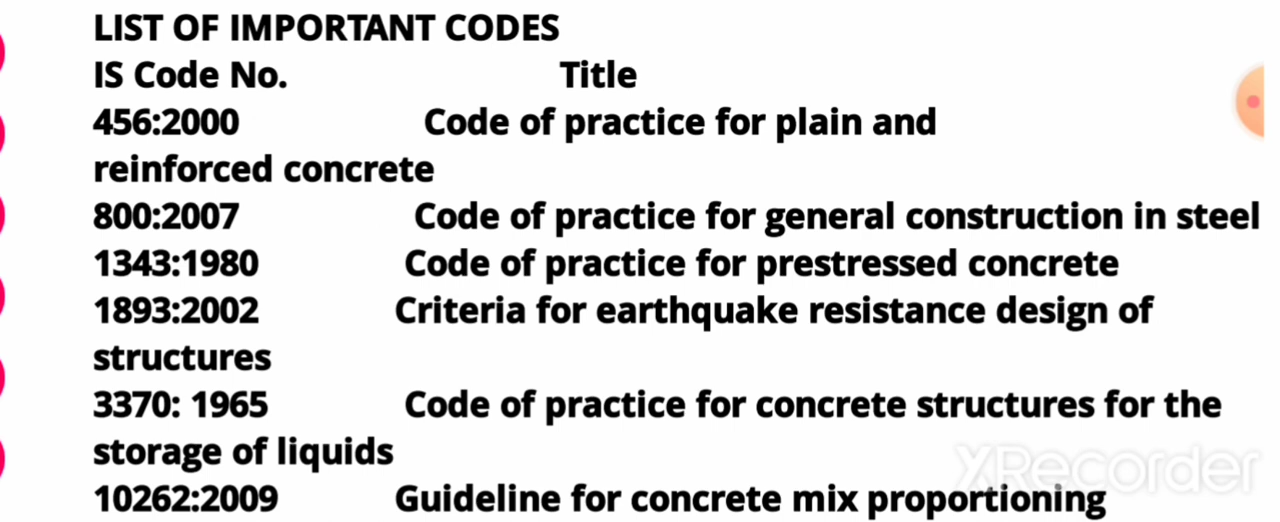 LIST OF IMPORTANT CODES
IS Code No. Title
456:2000 Code of practice for plain and
reinforced concrete
800:2007 Code of practice for general construction in steel
1343:1980 Code of practice for prestressed concrete
1893:2002 Criteria for earthquake resistance design of
structures
3370: 1965 Code of practice for concrete structures for the
storage of liquids
XRecorder
10262:2009 Guideline for concrete mix proportioning